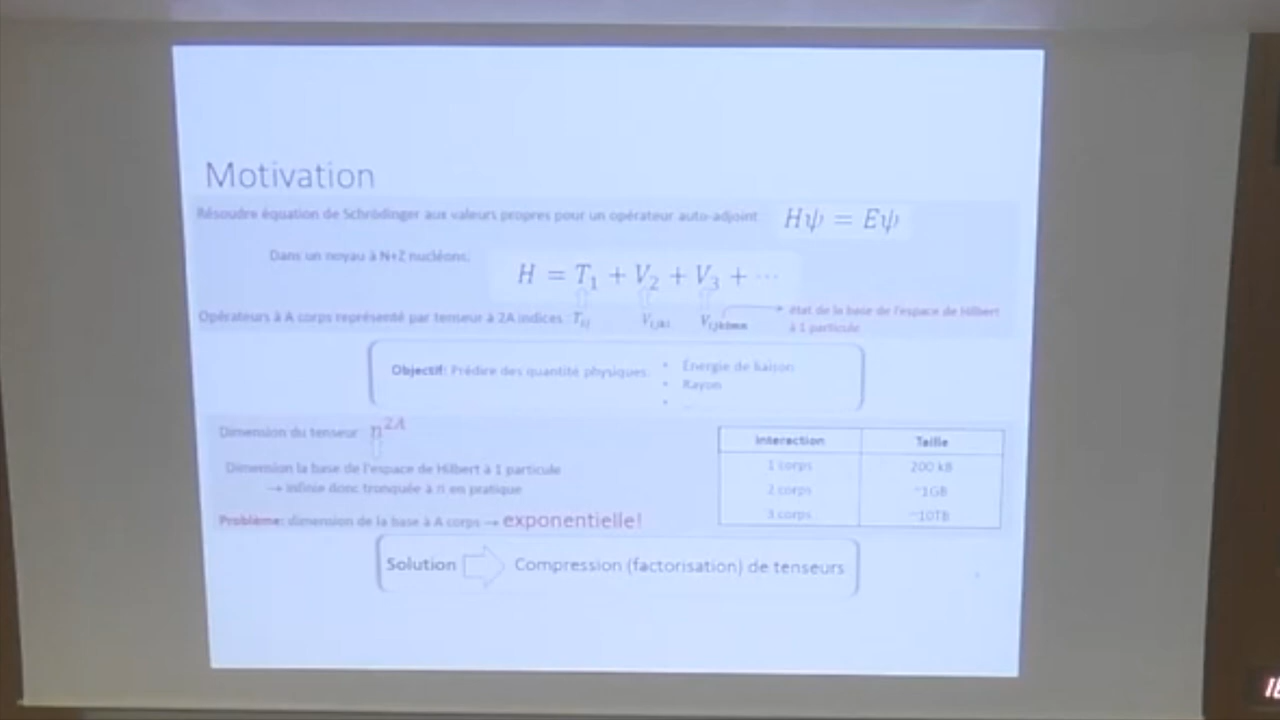 Motivation
Résoudre équation de Schrödinger aux valeurs propres pour un opérateur auto-adjoint Hψ = Eψ
Dans un noyau à N+Z nucléons,
H = T₁ + V₂ + V₃ + ⋯
Opérateurs à A corps représenté par tenseur à 2A indices : Tᵢⱼ Vᵢⱼₖₗ Vᵢⱼₖₗₘₙ
état de la base de l'espace de Hilbert
à 1 particule
Objectif: Prédire des quantité physiques
• Énergie de liaison
• Rayon
•
Dimension du tenseur n²ᴬ
Dimension la base de l'espace de Hilbert à 1 particule
→ infinie donc tronquée à n en pratique
Problème: dimension de la base à A corps → exponentielle!
Interaction Taille
1 corps 200 kB
2 corps ~1GB
3 corps ~10TB
Solution Compression (factorisation) de tenseurs